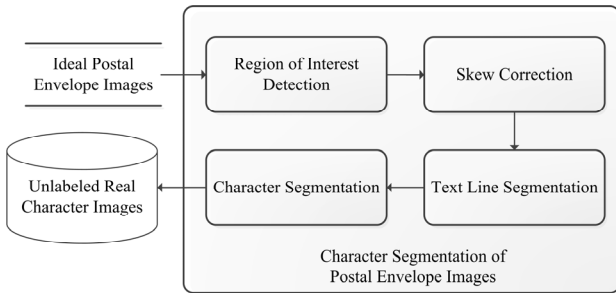 Ideal Postal
Envelope Images
Region of Interest
Detection
Skew Correction
Text Line Segmentation
Character Segmentation
Unlabeled Real
Character Images
Character Segmentation of
Postal Envelope Images